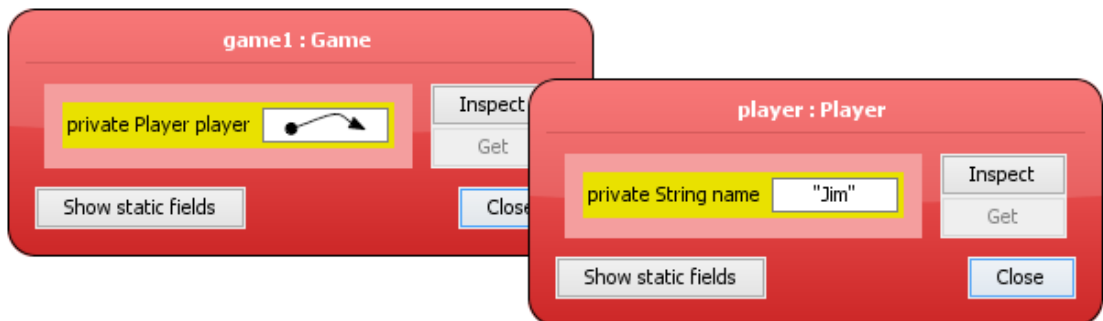 game1 : Game
private Player player
Inspect
Get
Show static fields
Close
player : Player
private String name "Jim"
Inspect
Get
Show static fields
Close